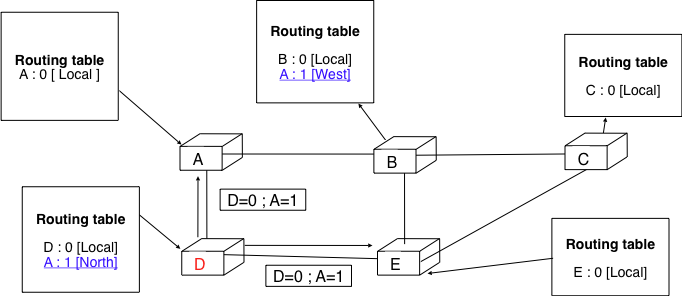 Routing table
A : 0 [ Local ]
Routing table
B : 0 [Local]
A : 1 [West]
Routing table
C : 0 [Local]
A
B
C
D=0 ; A=1
Routing table
D : 0 [Local]
A : 1 [North]
D
D=0 ; A=1
E
Routing table
E : 0 [Local]